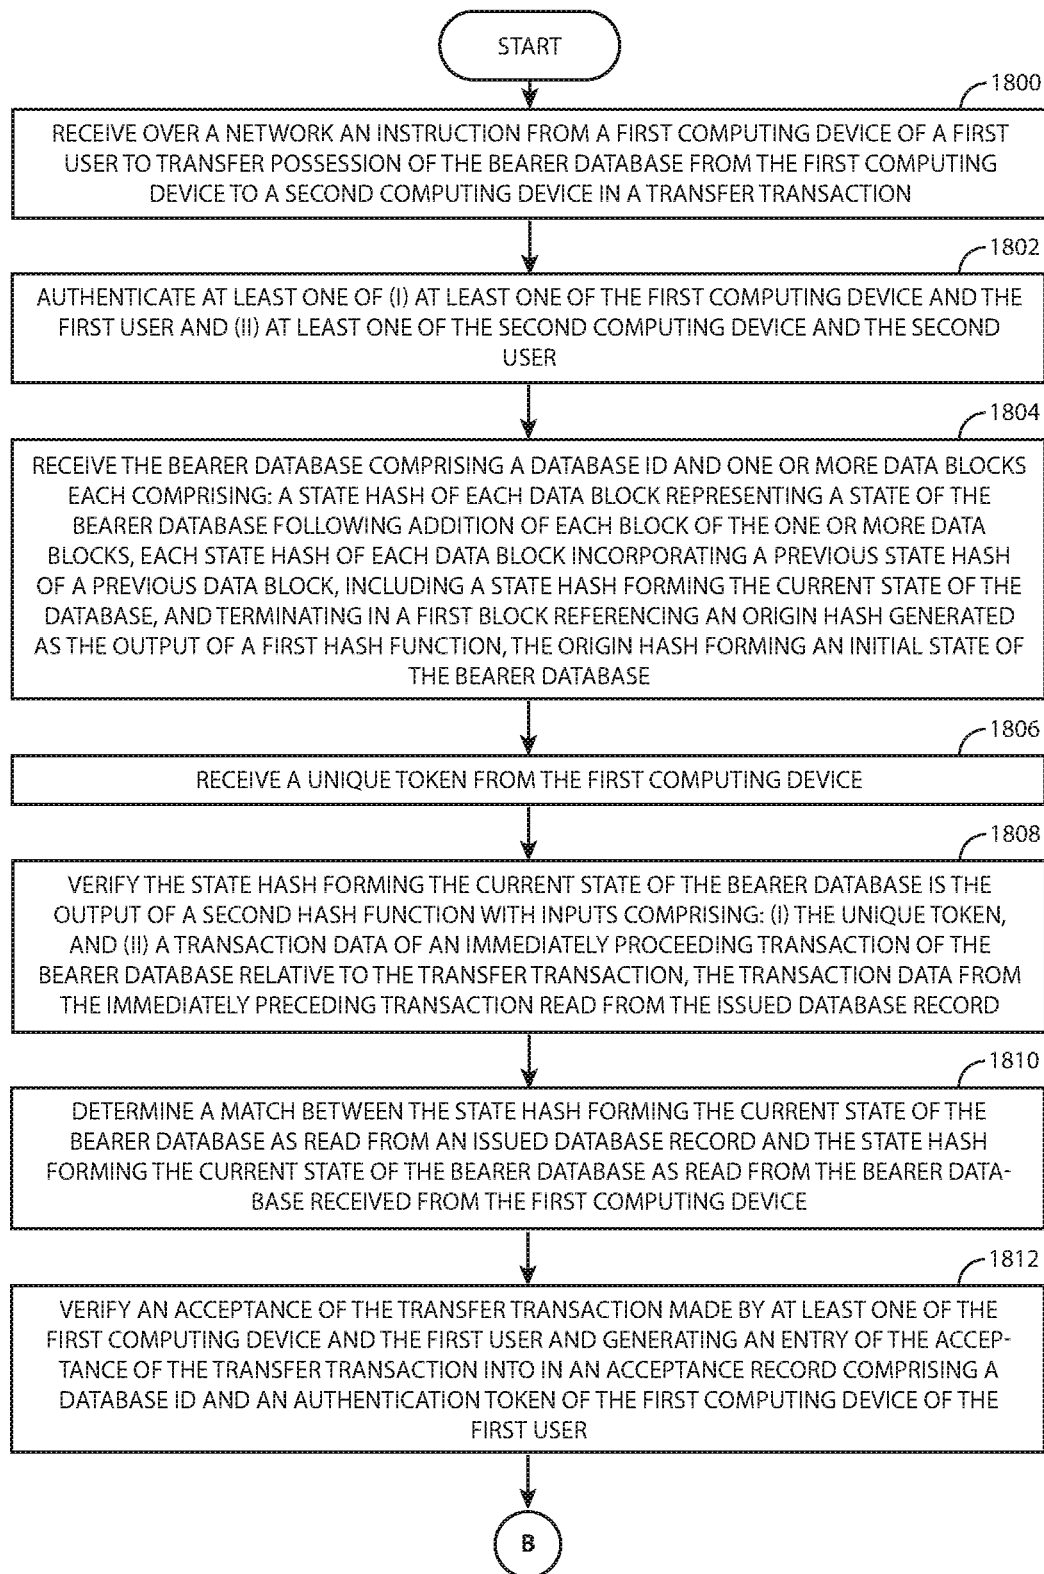 START
1800
RECEIVE OVER A NETWORK AN INSTRUCTION FROM A FIRST COMPUTING DEVICE OF A FIRST
USER TO TRANSFER POSSESSION OF THE BEARER DATABASE FROM THE FIRST COMPUTING
DEVICE TO A SECOND COMPUTING DEVICE IN A TRANSFER TRANSACTION
1802
AUTHENTICATE AT LEAST ONE OF (I) AT LEAST ONE OF THE FIRST COMPUTING DEVICE AND THE
FIRST USER AND (II) AT LEAST ONE OF THE SECOND COMPUTING DEVICE AND THE SECOND
USER
1804
RECEIVE THE BEARER DATABASE COMPRISING A DATABASE ID AND ONE OR MORE DATA BLOCKS
EACH COMPRISING: A STATE HASH OF EACH DATA BLOCK REPRESENTING A STATE OF THE
BEARER DATABASE FOLLOWING ADDITION OF EACH BLOCK OF THE ONE OR MORE DATA
BLOCKS, EACH STATE HASH OF EACH DATA BLOCK INCORPORATING A PREVIOUS STATE HASH
OF A PREVIOUS DATA BLOCK, INCLUDING A STATE HASH FORMING THE CURRENT STATE OF THE
DATABASE, AND TERMINATING IN A FIRST BLOCK REFERENCING AN ORIGIN HASH GENERATED
AS THE OUTPUT OF A FIRST HASH FUNCTION, THE ORIGIN HASH FORMING AN INITIAL STATE OF
THE BEARER DATABASE
1806
RECEIVE A UNIQUE TOKEN FROM THE FIRST COMPUTING DEVICE
1808
VERIFY THE STATE HASH FORMING THE CURRENT STATE OF THE BEARER DATABASE IS THE
OUTPUT OF A SECOND HASH FUNCTION WITH INPUTS COMPRISING: (I) THE UNIQUE TOKEN,
AND (II) A TRANSACTION DATA OF AN IMMEDIATELY PROCEEDING TRANSACTION OF THE
BEARER DATABASE RELATIVE TO THE TRANSFER TRANSACTION, THE TRANSACTION DATA FROM
THE IMMEDIATELY PRECEDING TRANSACTION READ FROM THE ISSUED DATABASE RECORD
1810
DETERMINE A MATCH BETWEEN THE STATE HASH FORMING THE CURRENT STATE OF THE
BEARER DATABASE AS READ FROM AN ISSUED DATABASE RECORD AND THE STATE HASH
FORMING THE CURRENT STATE OF THE BEARER DATABASE AS READ FROM THE BEARER DATA-
BASE RECEIVED FROM THE FIRST COMPUTING DEVICE
1812
VERIFY AN ACCEPTANCE OF THE TRANSFER TRANSACTION MADE BY AT LEAST ONE OF THE
FIRST COMPUTING DEVICE AND THE FIRST USER AND GENERATING AN ENTRY OF THE ACCEP-
TANCE OF THE TRANSFER TRANSACTION INTO IN AN ACCEPTANCE RECORD COMPRISING A
DATABASE ID AND AN AUTHENTICATION TOKEN OF THE FIRST COMPUTING DEVICE OF THE
FIRST USER
B